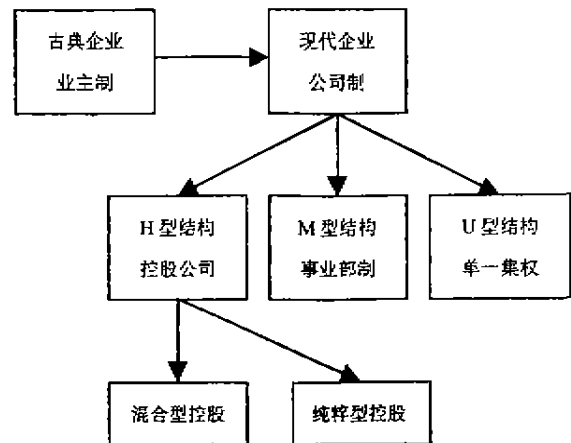 古典企业
业主制
现代企业
公司制
H 型结构
控股公司
M 型结构
事业部制
U 型结构
单一集权
混合型控股
纯粹型控股